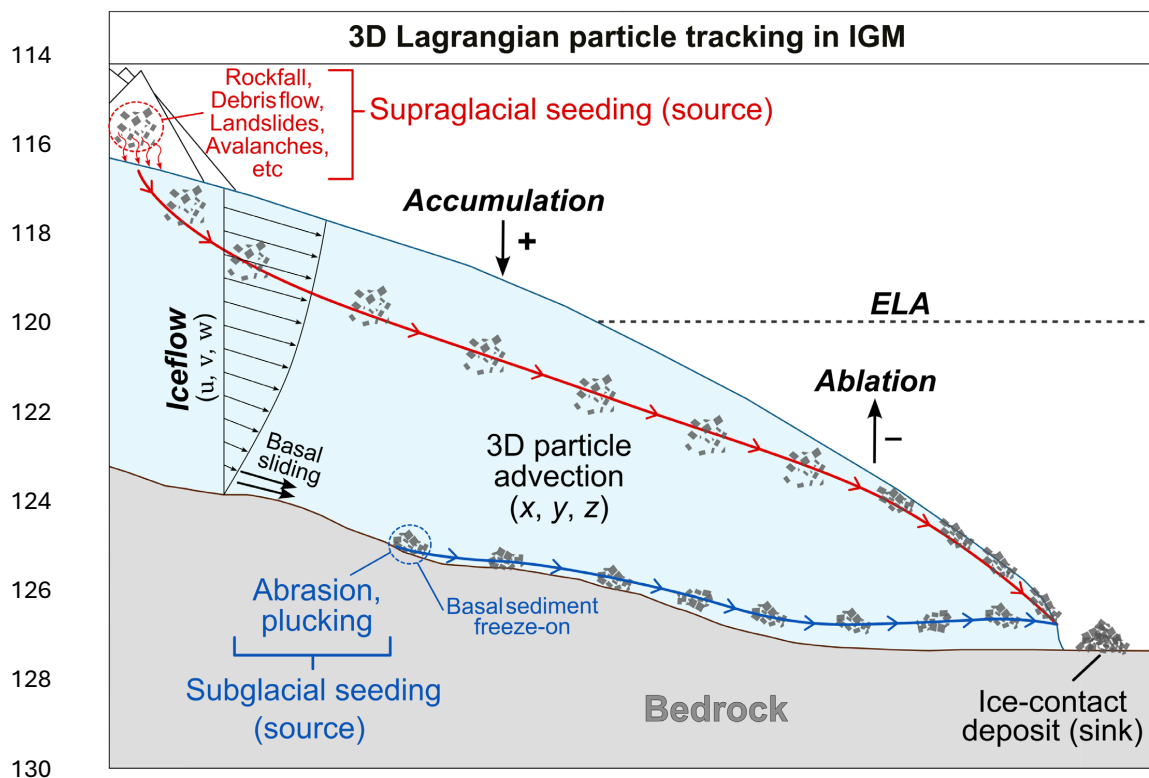 3D Lagrangian particle tracking in IGM
114
116
118
120
122
124
126
128
130
Rockfall,
Debrisflow,
Landslides,
Avalanches,
etc
Supraglacial seeding (source)
Accumulation
+
ELA
Iceflow
(u, v, w)
Ablation
–
Basal
sliding
3D particle
advection
(x, y, z)
Abrasion,
plucking
Basal sediment
freeze-on
Subglacial seeding
(source)
Bedrock
Ice-contact
deposit (sink)